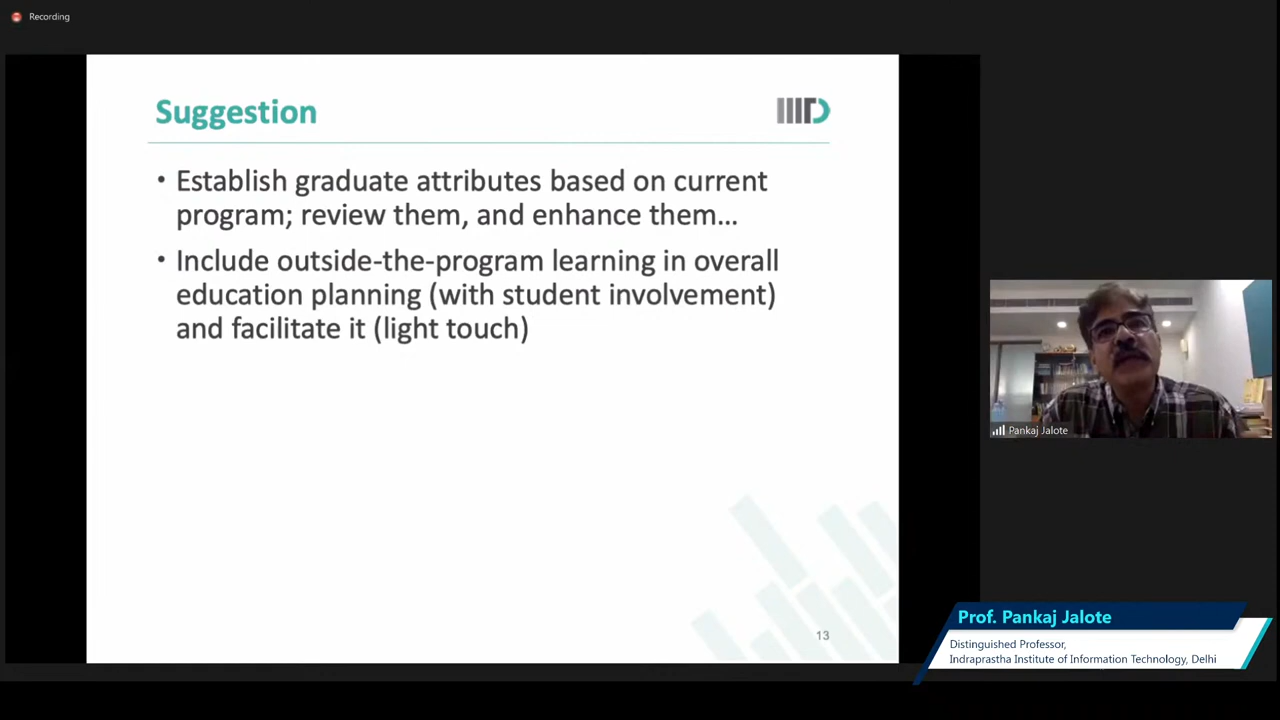 Recording
Suggestion
IIITD
• Establish graduate attributes based on current
program; review them, and enhance them...
• Include outside-the-program learning in overall
education planning (with student involvement)
and facilitate it (light touch)
13
Pankaj Jalote
Prof. Pankaj Jalote
Distinguished Professor,
Indraprastha Institute of Information Technology, Delhi